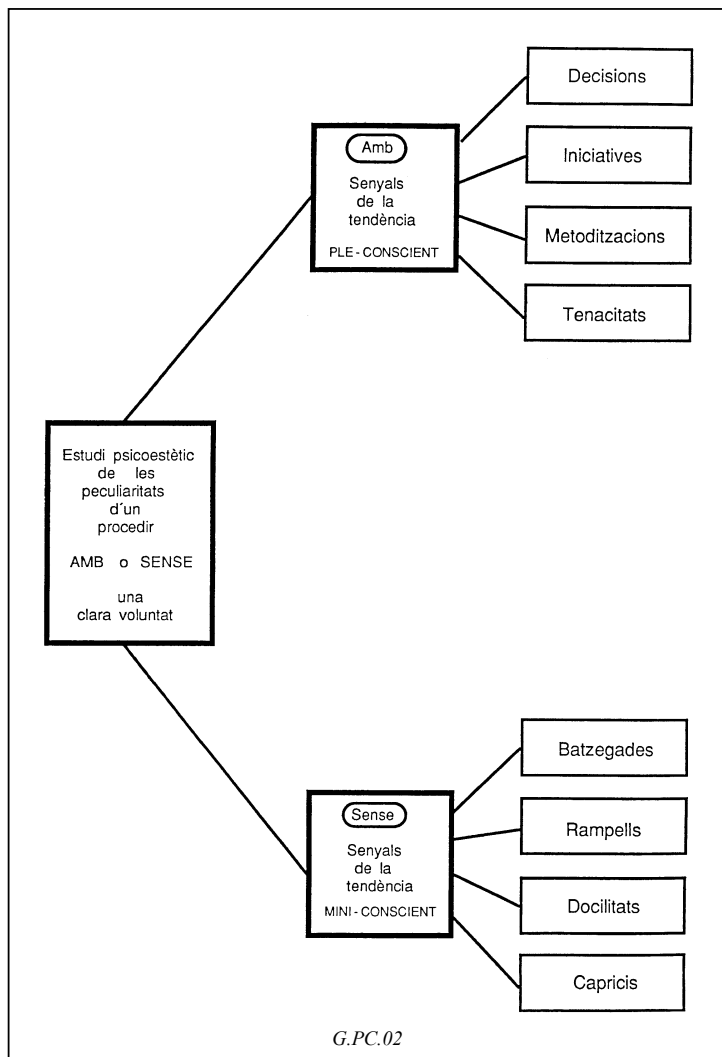 Decisions
Amb
Iniciatives
Senyals
de la
tendència
PLE - CONSCIENT
Metoditzacions
Tenacitats
Estudi psicoestètic
de les
peculiaritats
d´un
procedir
AMB o SENSE
una
clara voluntat
Batzegades
Sense
Senyals
de la
tendència
MINI - CONSCIENT
Rampells
Docilitats
Capricis
G.PC.02